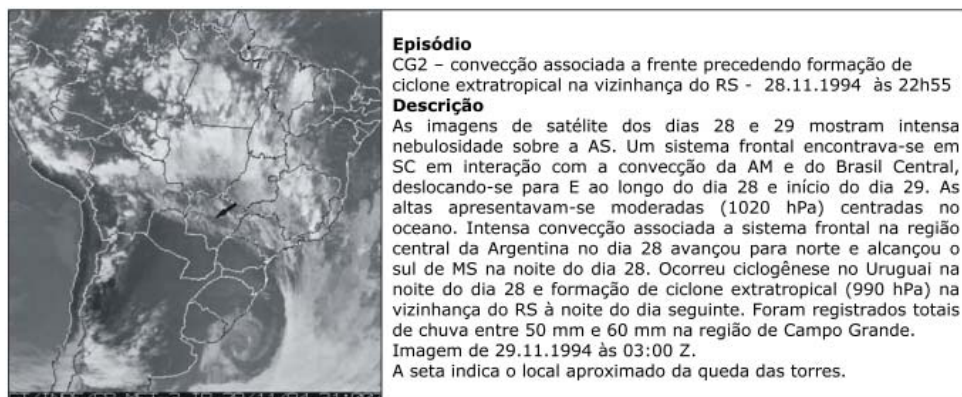 Episódio
CG2 – convecção associada a frente precedendo formação de
ciclone extratropical na vizinhança do RS - 28.11.1994 às 22h55
Descrição
As imagens de satélite dos dias 28 e 29 mostram intensa
nebulosidade sobre a AS. Um sistema frontal encontrava-se em
SC em interação com a convecção da AM e do Brasil Central,
deslocando-se para E ao longo do dia 28 e início do dia 29. As
altas apresentavam-se moderadas (1020 hPa) centradas no
oceano. Intensa convecção associada a sistema frontal na região
central da Argentina no dia 28 avançou para norte e alcançou o
sul de MS na noite do dia 28. Ocorreu ciclogênese no Uruguai na
noite do dia 28 e formação de ciclone extratropical (990 hPa) na
vizinhança do RS à noite do dia seguinte. Foram registrados totais
de chuva entre 50 mm e 60 mm na região de Campo Grande.
Imagem de 29.11.1994 às 03:00 Z.
A seta indica o local aproximado da queda das torres.